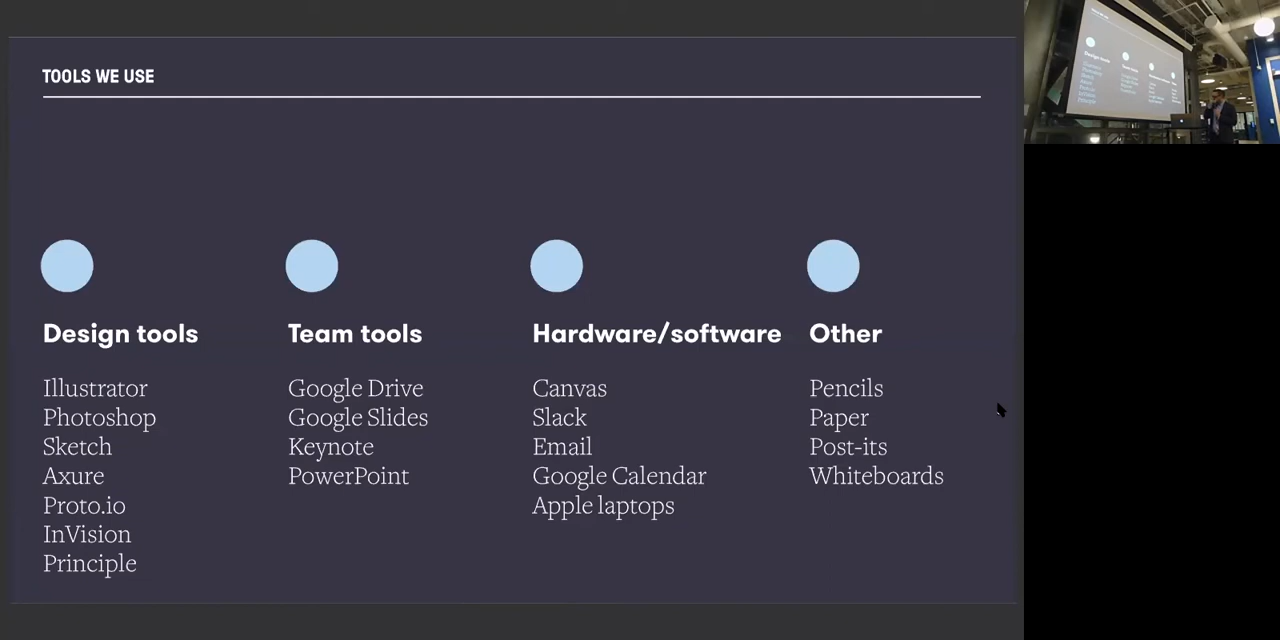 TOOLS WE USE
Design tools
Illustrator
Photoshop
Sketch
Axure
Proto.io
InVision
Principle
Team tools
Google Drive
Google Slides
Keynote
PowerPoint
Hardware/software
Canvas
Slack
Email
Google Calendar
Apple laptops
Other
Pencils
Paper
Post-its
Whiteboards